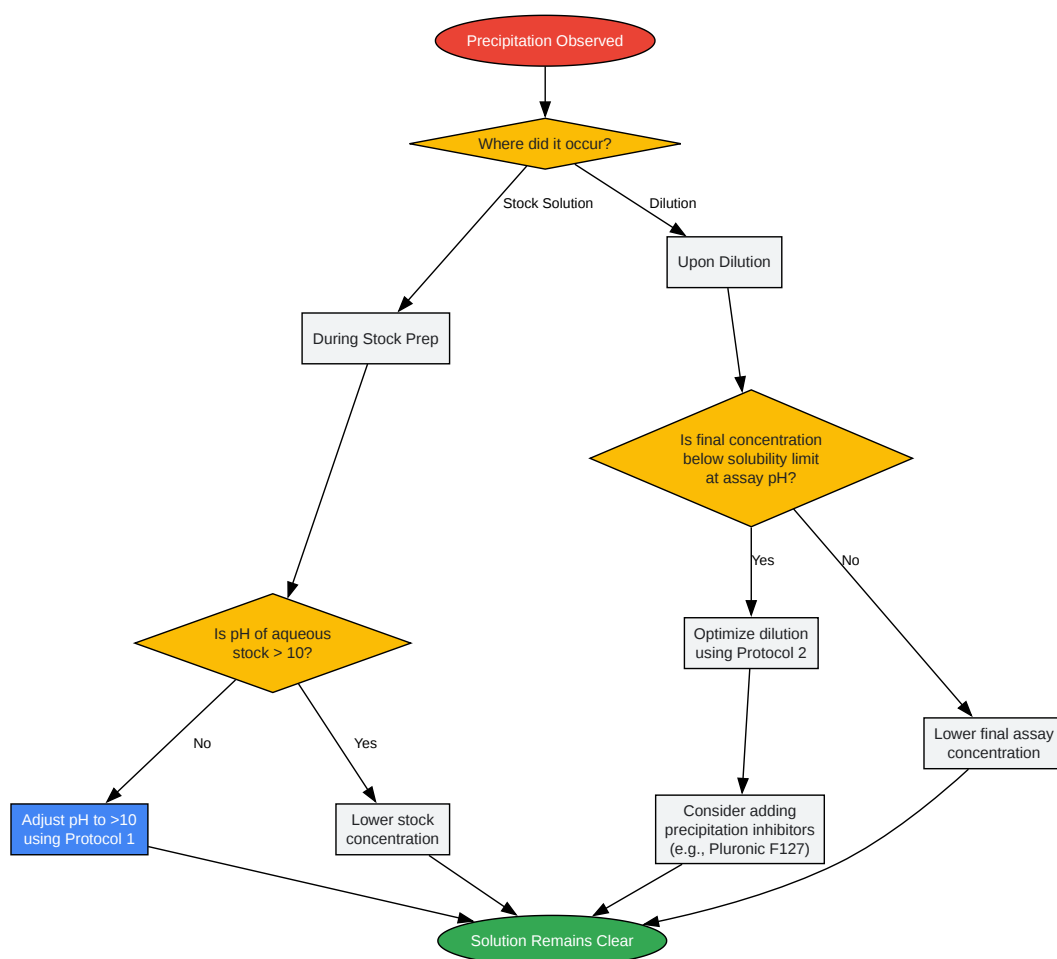 Precipitation Observed
Where did it occur?
Stock Solution
Dilution
Upon Dilution
During Stock Prep
Is final concentration
below solubility limit
at assay pH?
Yes
No
Is pH of aqueous
stock > 10?
Optimize dilution
using Protocol 2
No
Yes
Lower final assay
concentration
Adjust pH to >10
using Protocol 1
Lower stock
concentration
Consider adding
precipitation inhibitors
(e.g., Pluronic F127)
Solution Remains Clear